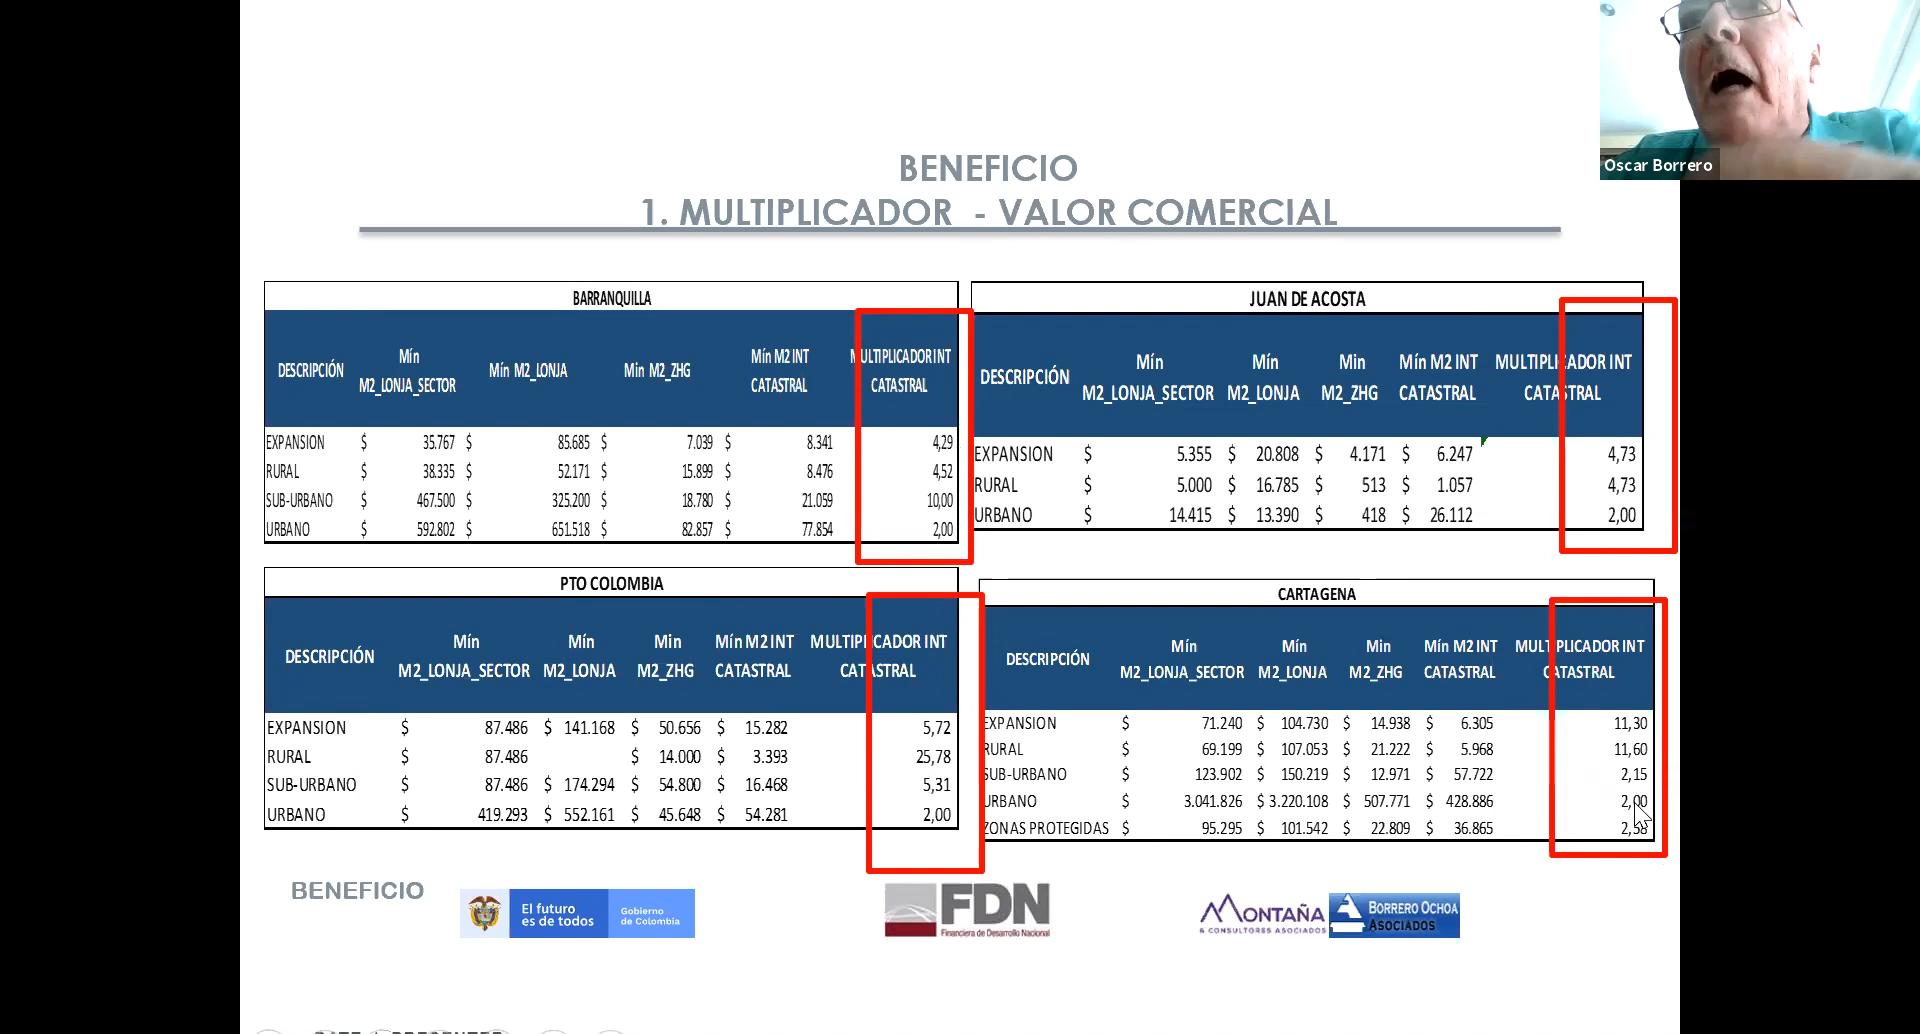 Oscar Borrero
BENEFICIO
1. MULTIPLICADOR - VALOR COMERCIAL
BARRANQUILLA
DESCRIPCIÓN Mín M2_LONJA_SECTOR Mín M2_LONJA Min M2_ZHG Mín M2 INT CATASTRAL MULTIPLICADOR INT CATASTRAL
EXPANSION $ 35.767 $ 85.685 $ 7.039 $ 8.341 4,29
RURAL $ 38.335 $ 52.171 $ 15.899 $ 8.476 4,52
SUB-URBANO $ 467.500 $ 325.200 $ 18.780 $ 21.059 10,00
URBANO $ 592.802 $ 651.518 $ 82.857 $ 77.854 2,00
JUAN DE ACOSTA
DESCRIPCIÓN Mín M2_LONJA_SECTOR Mín M2_LONJA Min M2_ZHG Mín M2 INT CATASTRAL MULTIPLICADOR INT CATASTRAL
EXPANSION $ 5.355 $ 20.808 $ 4.171 $ 6.247 4,73
RURAL $ 5.000 $ 16.785 $ 513 $ 1.057 4,73
URBANO $ 14.415 $ 13.390 $ 418 $ 26.112 2,00
PTO COLOMBIA
DESCRIPCIÓN Mín M2_LONJA_SECTOR Mín M2_LONJA Min M2_ZHG Mín M2 INT CATASTRAL MULTIPLICADOR INT CATASTRAL
EXPANSION $ 87.486 $ 141.168 $ 50.656 $ 15.282 5,72
RURAL $ 87.486 $ 14.000 $ 3.393 25,78
SUB-URBANO $ 87.486 $ 174.294 $ 54.800 $ 16.468 5,31
URBANO $ 419.293 $ 552.161 $ 45.648 $ 54.281 2,00
CARTAGENA
DESCRIPCIÓN Mín M2_LONJA_SECTOR Mín M2_LONJA Min M2_ZHG Mín M2 INT CATASTRAL MULTIPLICADOR INT CATASTRAL
EXPANSION $ 71.240 $ 104.730 $ 14.938 $ 6.305 11,30
RURAL $ 69.199 $ 107.053 $ 21.222 $ 5.968 11,60
SUB-URBANO $ 123.902 $ 150.219 $ 12.971 $ 57.722 2,15
URBANO $ 3.041.826 $ 3.220.108 $ 507.771 $ 428.886 2,00
ZONAS PROTEGIDAS $ 95.295 $ 101.542 $ 22.809 $ 36.865 2,58
BENEFICIO
El futuro es de todos
Gobierno de Colombia
FDN
Financiera de Desarrollo Nacional
MONTAÑA
& CONSULTORES ASOCIADOS
BORRERO OCHOA
ASOCIADOS